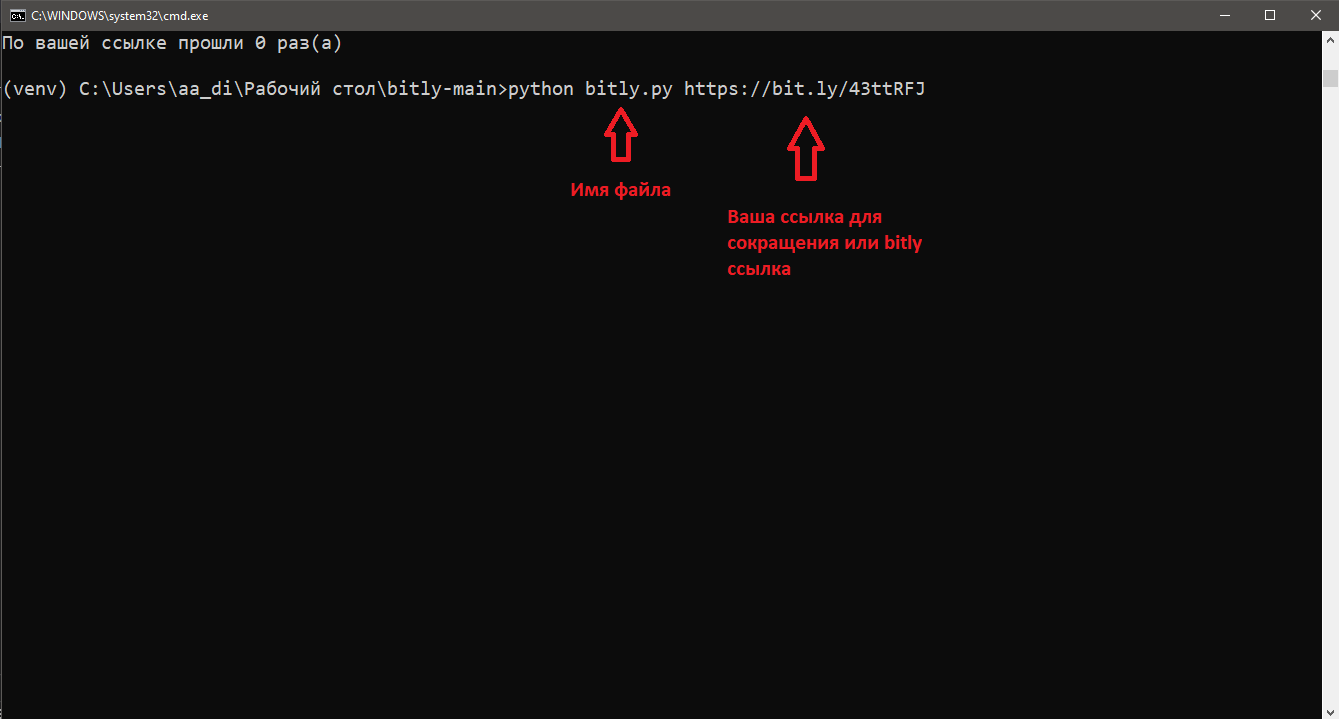 C:\WINDOWS\system32\cmd.exe
По вашей ссылке прошли 0 раз(а)
(venv) C:\Users\aa_di\Рабочий стол\bitly-main>python bitly.py https://bit.ly/43ttRFJ
Имя файла
Ваша ссылка для
сокращения или bitly
ссылка